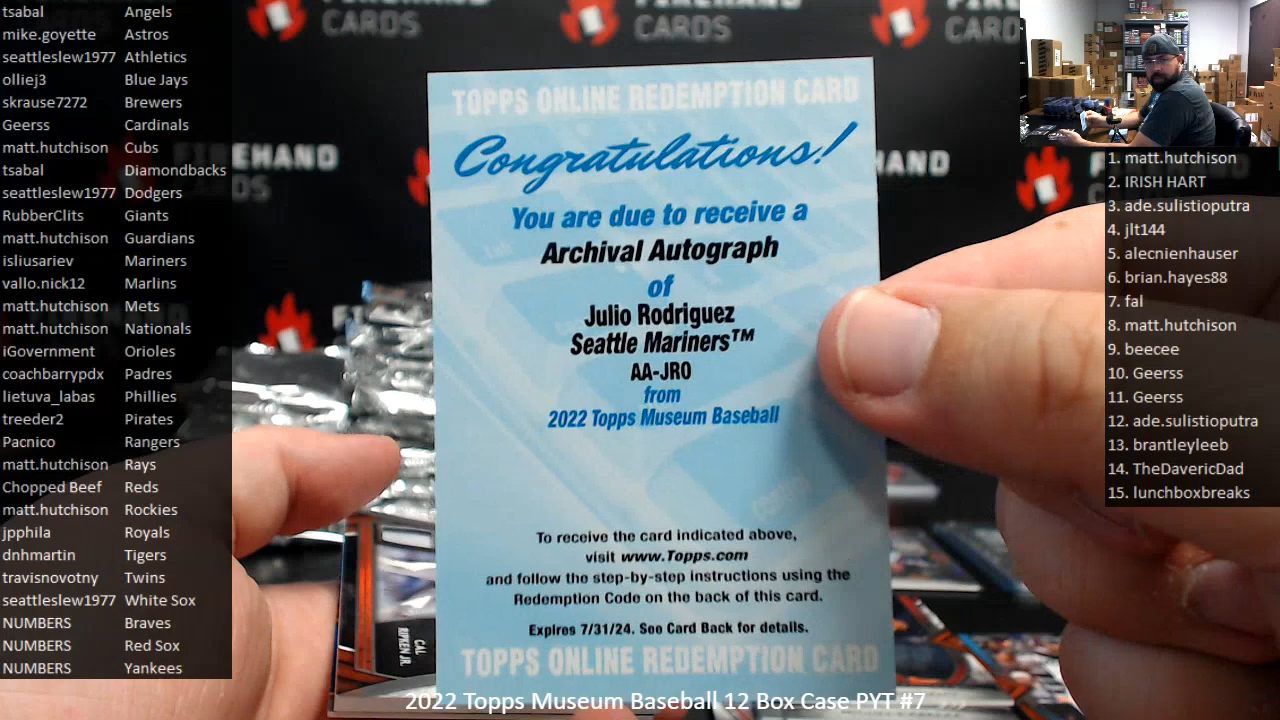 tsabal Angels
mike.goyette Astros
seattleslew1977 Athletics
olliej3 Blue Jays
skrause7272 Brewers
Geerss Cardinals
matt.hutchison Cubs
tsabal Diamondbacks
seattleslew1977 Dodgers
RubberClits Giants
matt.hutchison Guardians
isliusariev Mariners
vallo.nick12 Marlins
matt.hutchison Mets
matt.hutchison Nationals
iGovernment Orioles
coachbarrypdx Padres
lietuva_labas Phillies
treeder2 Pirates
Pacnico Rangers
matt.hutchison Rays
Chopped Beef Reds
matt.hutchison Rockies
jpphila Royals
dnhmartin Tigers
travisnovotny Twins
seattleslew1977 White Sox
NUMBERS Braves
NUMBERS Red Sox
NUMBERS Yankees
CARDS
CARDS
FIREHAND
CARDS
TOPPS ONLINE REDEMPTION CARD
Congratulations!
You are due to receive a
Archival Autograph
of
Julio Rodriguez
Seattle Mariners™
AA-JRO
from
2022 Topps Museum Baseball
To receive the card indicated above,
visit www.Topps.com
and follow the step-by-step instructions using the
Redemption Code on the back of this card.
Expires 7/31/24. See Card Back for details.
TOPPS ONLINE REDEMPTION CARD
CAL
RIPKEN JR.
1. matt.hutchison
2. IRISH HART
3. ade.sulistioputra
4. jlt144
5. alecnienhauser
6. brian.hayes88
7. fal
8. matt.hutchison
9. beecee
10. Geerss
11. Geerss
12. ade.sulistioputra
13. brantleyleeb
14. TheDavericDad
15. lunchboxbreaks
2022 Topps Museum Baseball 12 Box Case PYT #7